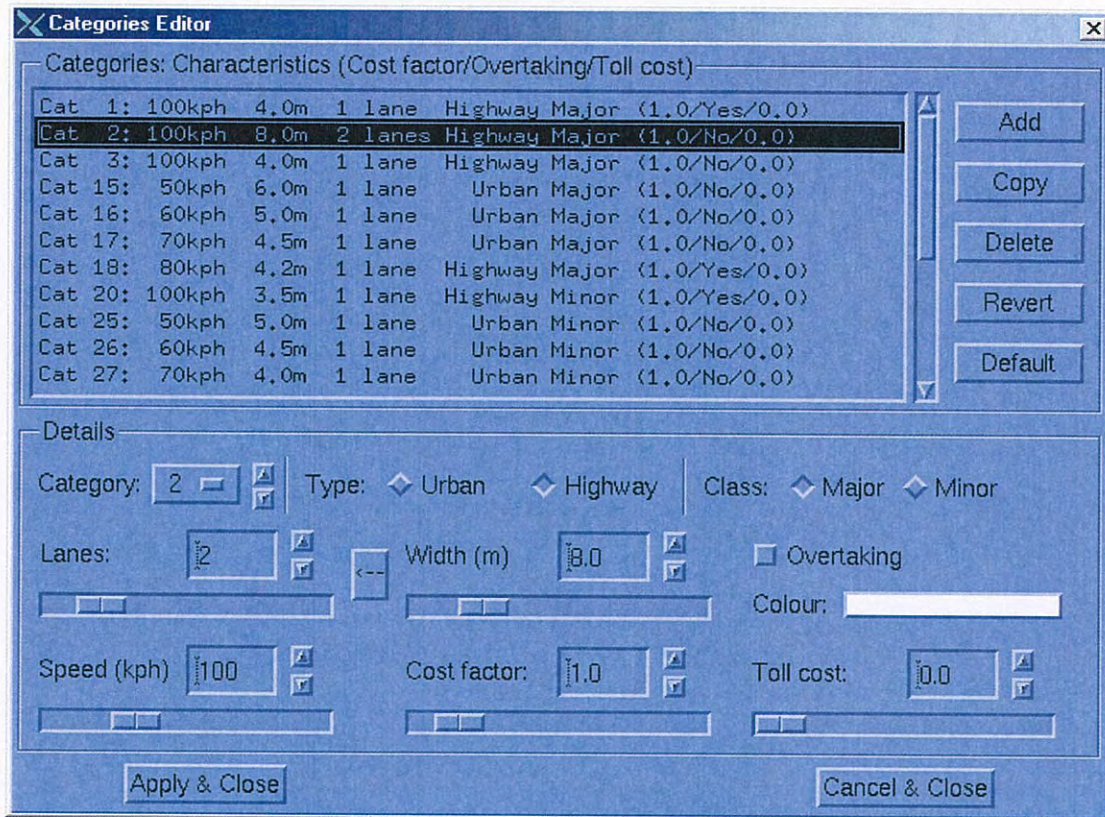 Categories Editor
Categories: Characteristics (Cost factor/Overtaking/Toll cost)
Cat 1: 100kph 4.0m 1 lane Highway Major (1.0/Yes/0.0)
Cat 2: 100kph 8.0m 2 lanes Highway Major (1.0/No/0.0)
Cat 3: 100kph 4.0m 1 lane Highway Major (1.0/No/0.0)
Cat 15: 50kph 6.0m 1 lane Urban Major (1.0/No/0.0)
Cat 16: 60kph 5.0m 1 lane Urban Major (1.0/No/0.0)
Cat 17: 70kph 4.5m 1 lane Urban Major (1.0/No/0.0)
Cat 18: 80kph 4.2m 1 lane Highway Major (1.0/Yes/0.0)
Cat 20: 100kph 3.5m 1 lane Highway Minor (1.0/Yes/0.0)
Cat 25: 50kph 5.0m 1 lane Urban Minor (1.0/No/0.0)
Cat 26: 60kph 4.5m 1 lane Urban Minor (1.0/No/0.0)
Cat 27: 70kph 4.0m 1 lane Urban Minor (1.0/No/0.0)
Add
Copy
Delete
Revert
Default
Details
Category: 2 Type: Urban Highway Class: Major Minor
Lanes: 2 <-- Width (m) 8.0 Overtaking
Colour:
Speed (kph) 100 Cost factor: 1.0 Toll cost: 0.0
Apply & Close Cancel & Close